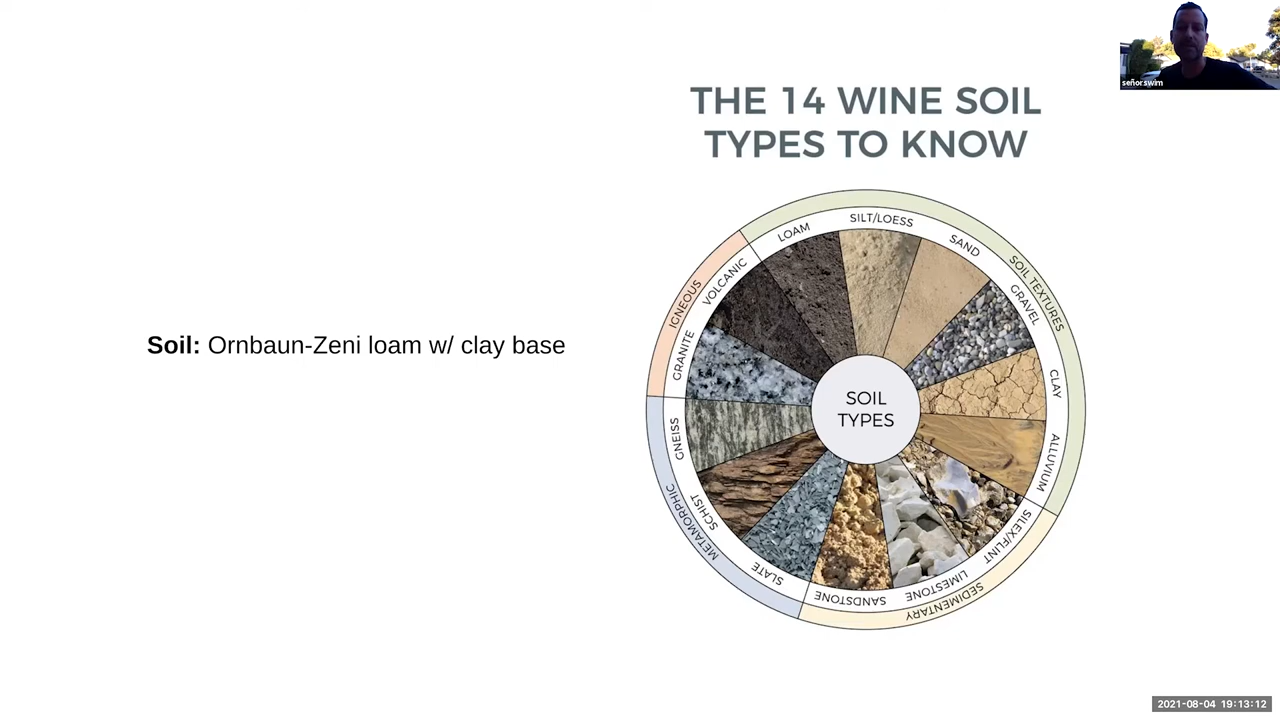 señorswim
THE 14 WINE SOIL
TYPES TO KNOW
Soil: Ornbaun-Zeni loam w/ clay base
SOIL
TYPES
SOIL TEXTURES
LOAM
SILT/LOESS
SAND
GRAVEL
CLAY
ALLUVIUM
SEDIMENTARY
SILEX/FLINT
LIMESTONE
SANDSTONE
METAMORPHIC
SLATE
SCHIST
GNEISS
IGNEOUS
GRANITE
VOLCANIC
2021-08-04 19:13:12